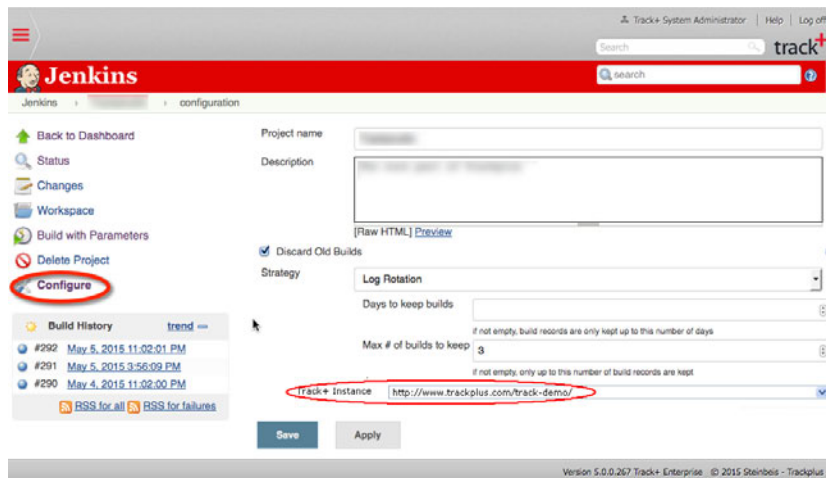 Track+ System Administrator | Help | Log off
Search
track+
Jenkins
search
Jenkins › › configuration
Back to Dashboard
Status
Changes
Workspace
Build with Parameters
Delete Project
Configure
Build History trend
#292 May 5, 2015 11:02:01 PM
#291 May 5, 2015 3:56:09 PM
#290 May 4, 2015 11:02:00 PM
RSS for all RSS for failures
Project name
Description
[Raw HTML] Preview
Discard Old Builds
Strategy Log Rotation
Days to keep builds
if not empty, build records are only kept up to this number of days
Max # of builds to keep 3
if not empty, only up to this number of build records are kept
Track+ Instance http://www.trackplus.com/track-demo/
Save Apply
Version 5.0.0.267 Track+ Enterprise © 2015 Steinbeis - Trackplus